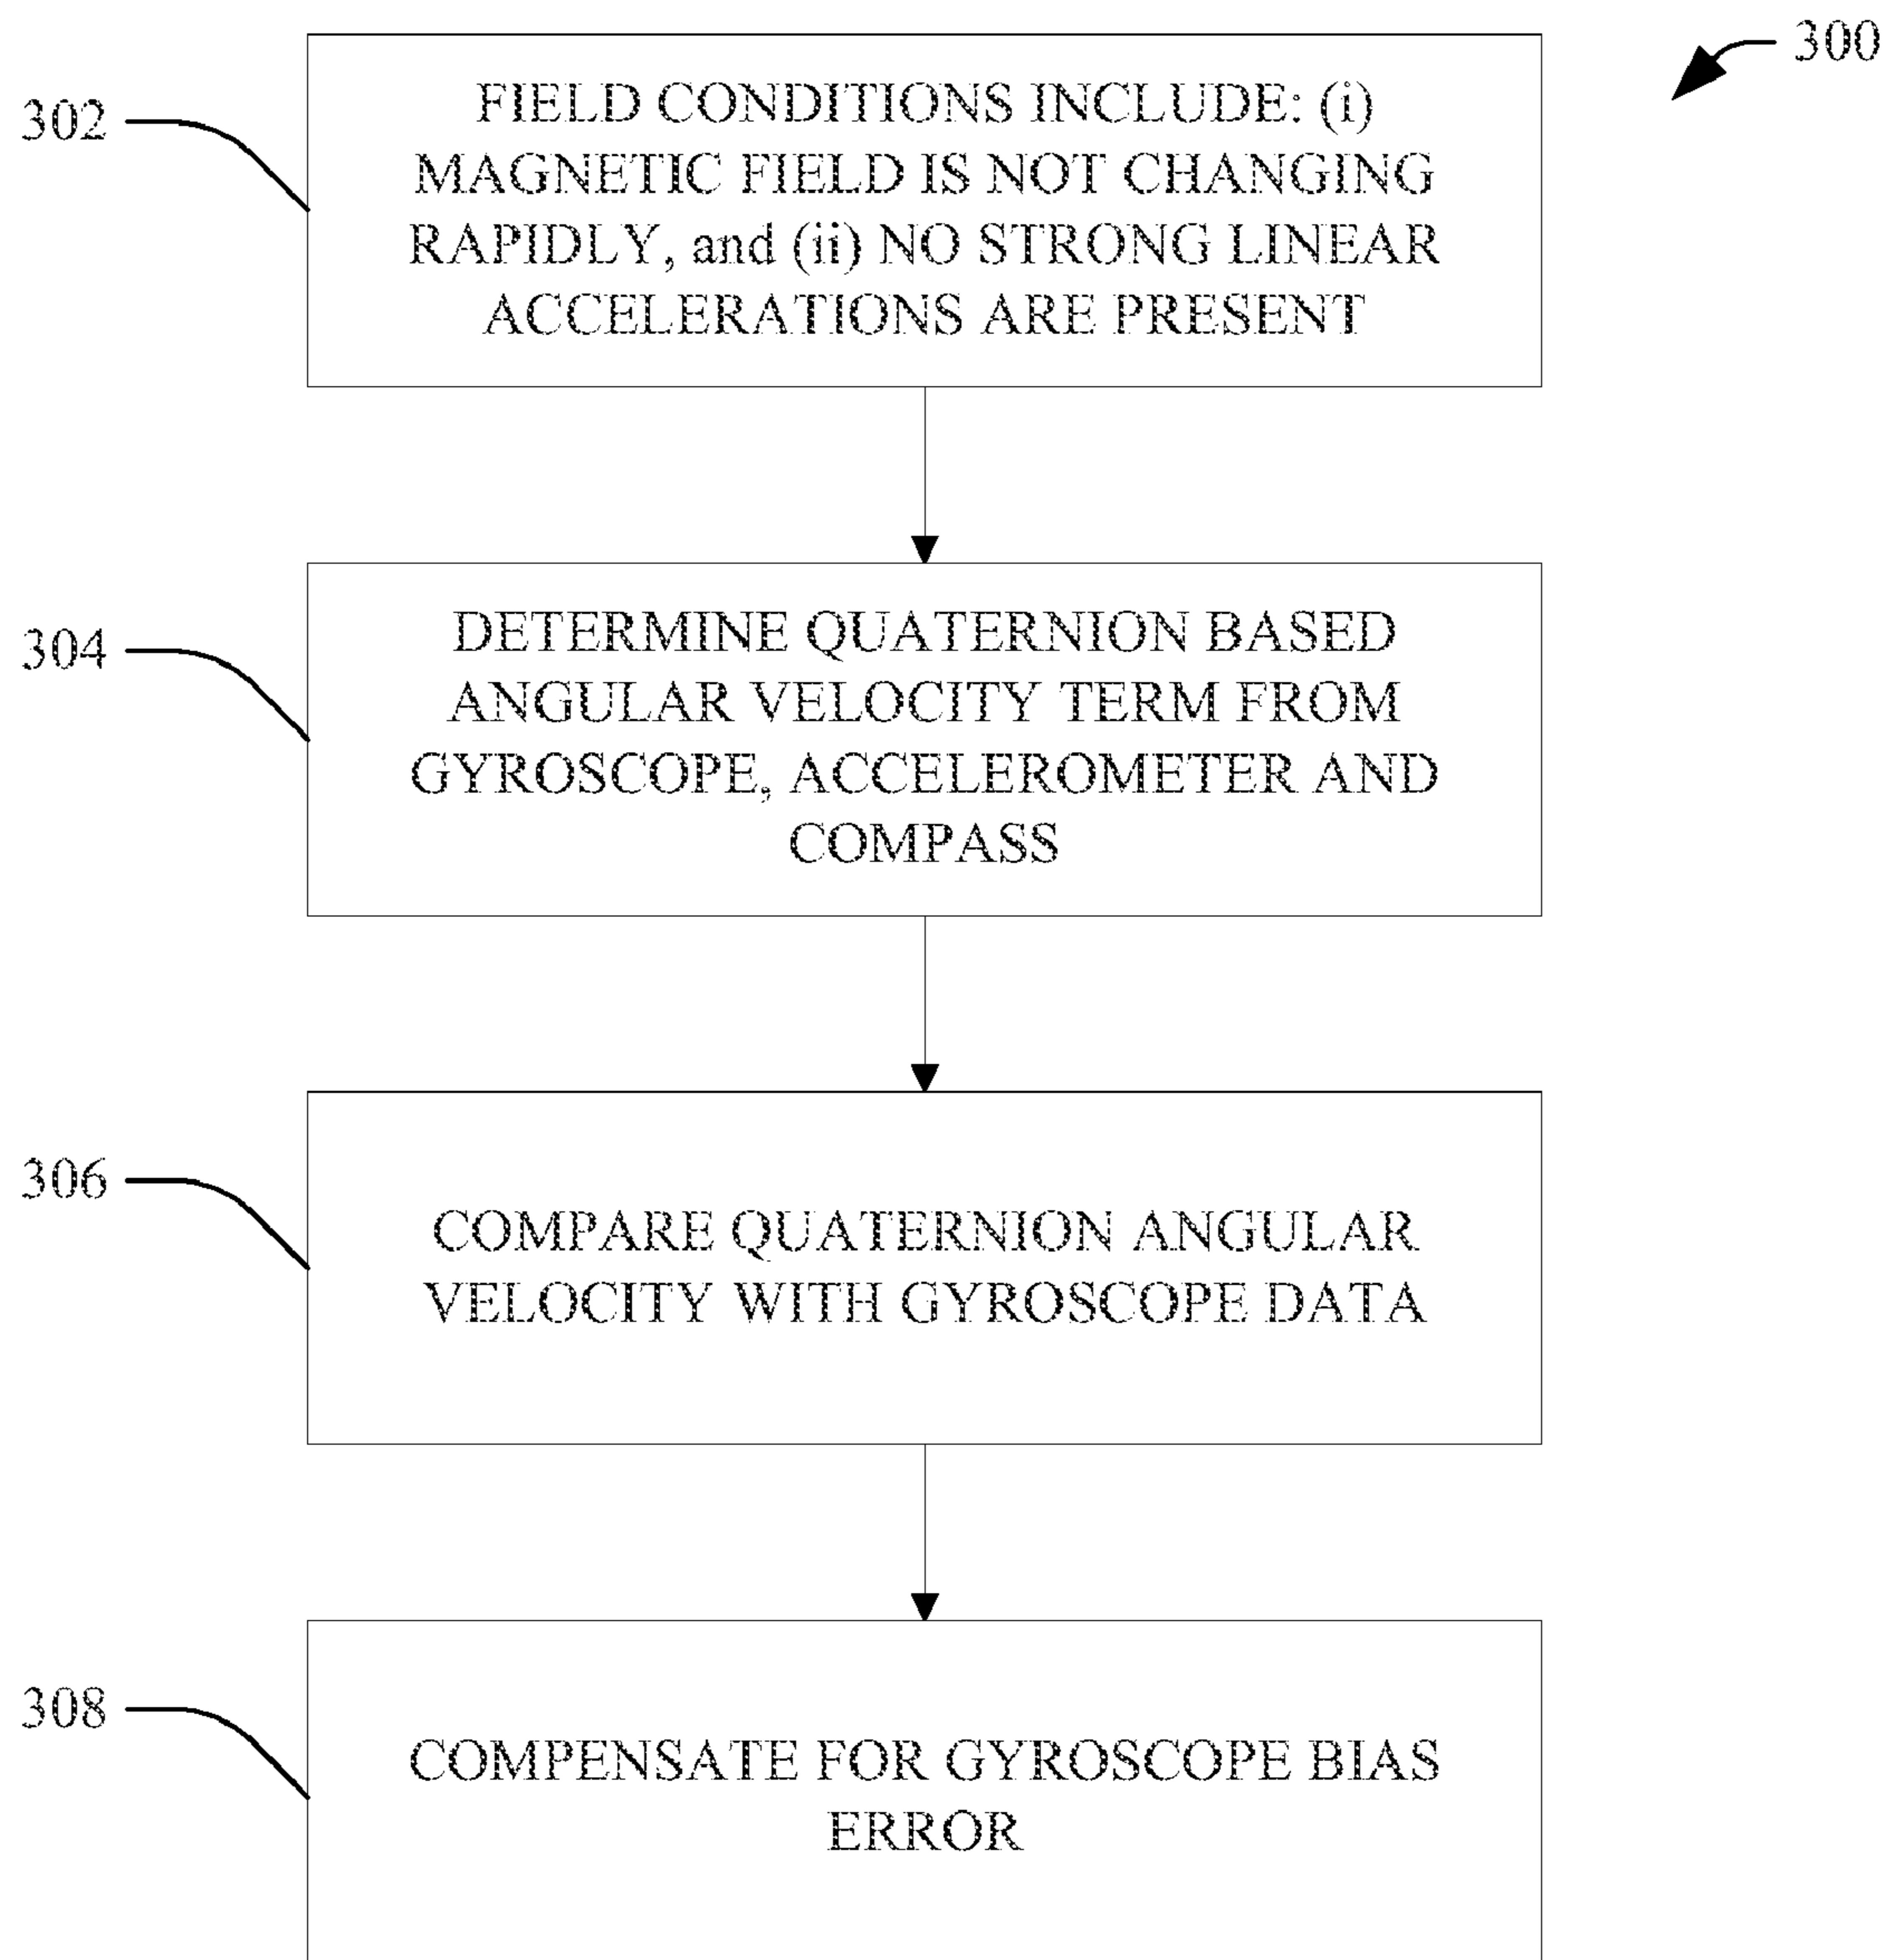 300
302
FIELD CONDITIONS INCLUDE: (i)
MAGNETIC FIELD IS NOT CHANGING
RAPIDLY, and (ii) NO STRONG LINEAR
ACCELERATIONS ARE PRESENT
304
DETERMINE QUATERNION BASED
ANGULAR VELOCITY TERM FROM
GYROSCOPE, ACCELEROMETER AND
COMPASS
306
COMPARE QUATERNION ANGULAR
VELOCITY WITH GYROSCOPE DATA
308
COMPENSATE FOR GYROSCOPE BIAS
ERROR